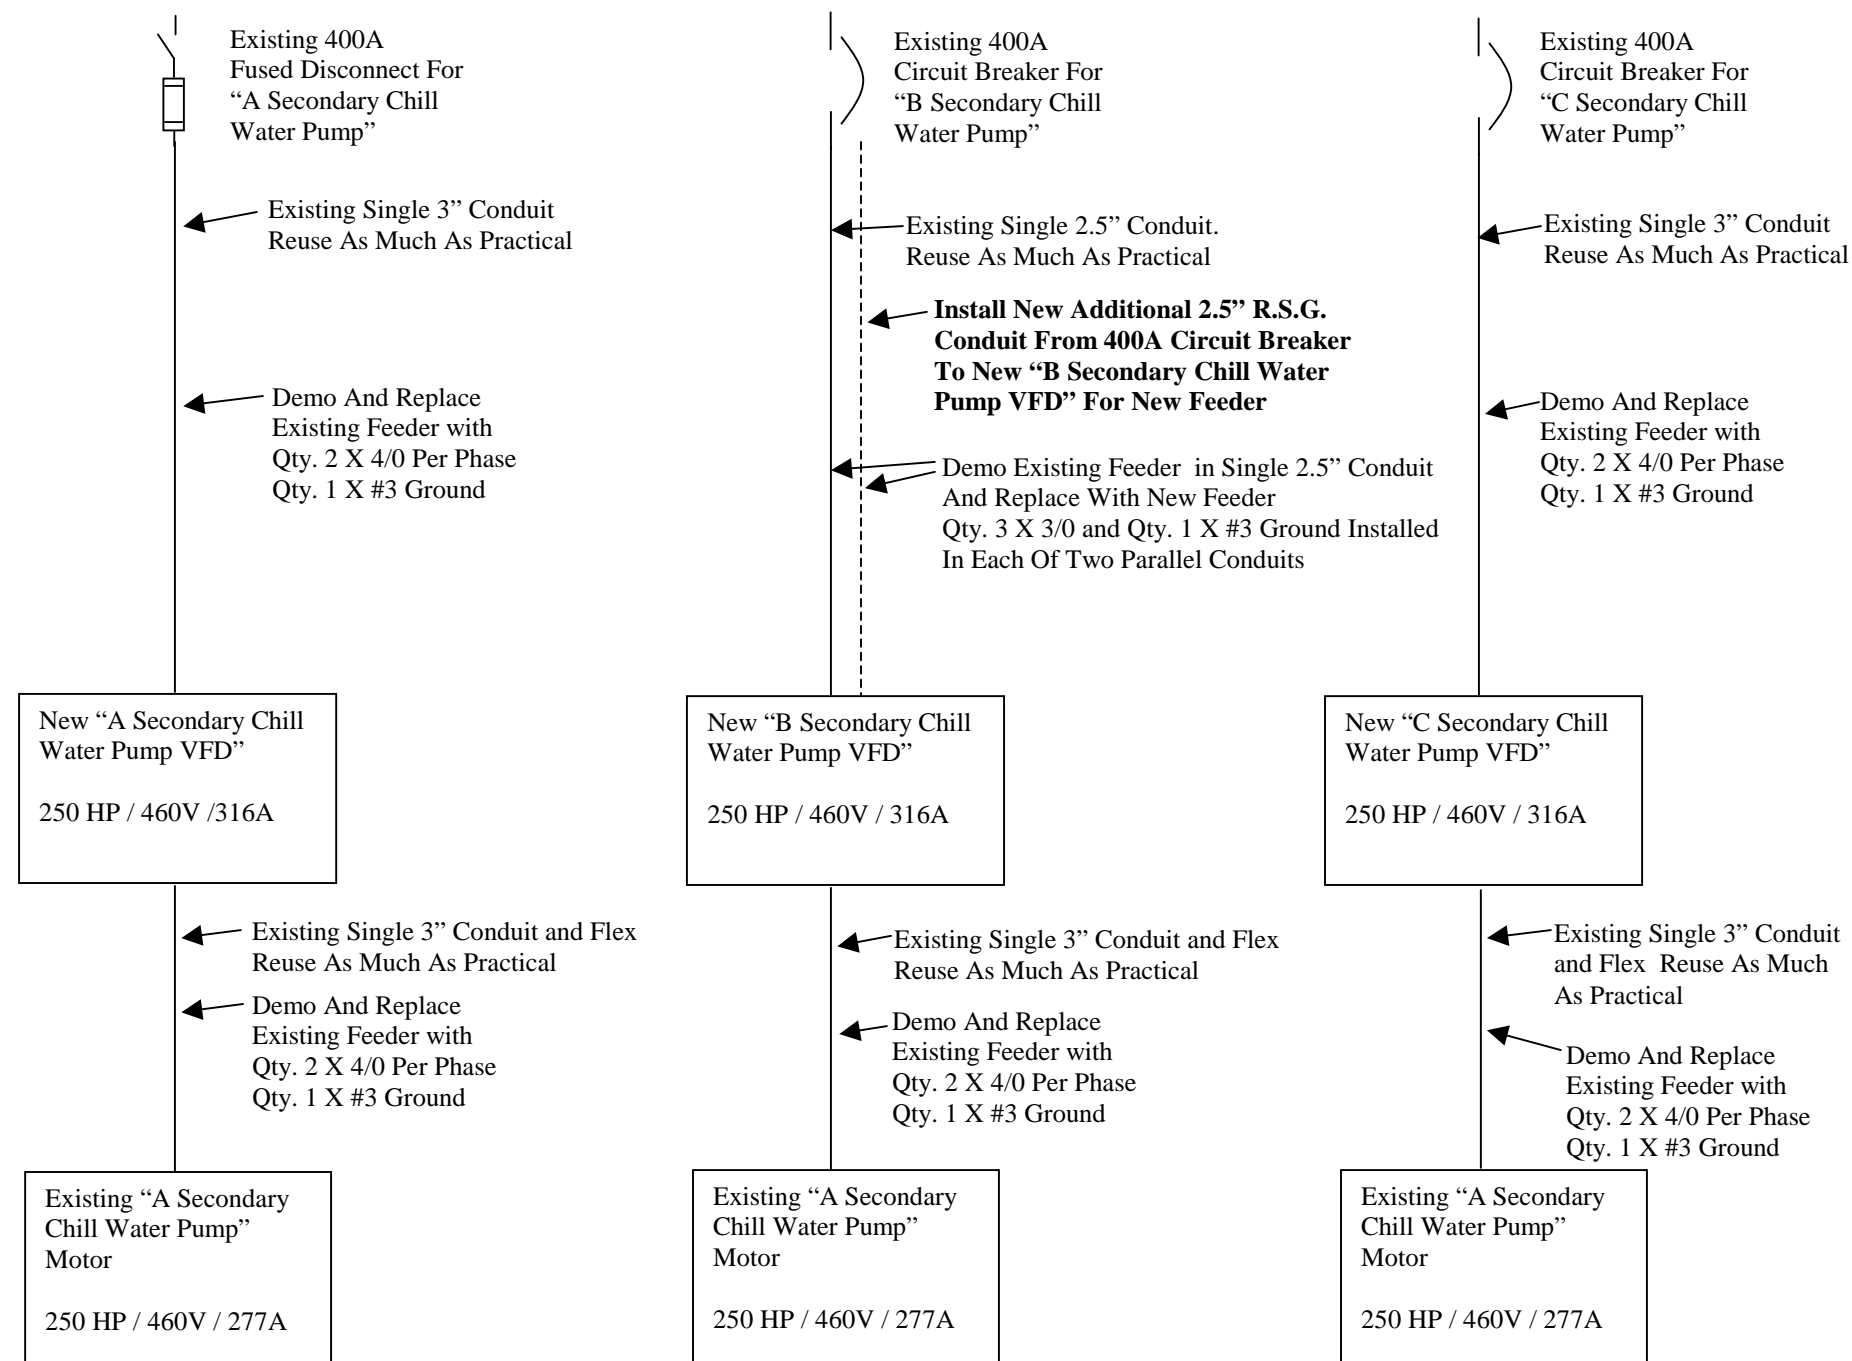 Existing 400A
Fused Disconnect For
“A Secondary Chill
Water Pump”
Existing Single 3” Conduit
Reuse As Much As Practical
Demo And Replace
Existing Feeder with
Qty. 2 X 4/0 Per Phase
Qty. 1 X #3 Ground
New “A Secondary Chill
Water Pump VFD”
250 HP / 460V /316A
Existing Single 3” Conduit and Flex
Reuse As Much As Practical
Demo And Replace
Existing Feeder with
Qty. 2 X 4/0 Per Phase
Qty. 1 X #3 Ground
Existing “A Secondary
Chill Water Pump”
Motor
250 HP / 460V / 277A
Existing 400A
Circuit Breaker For
“B Secondary Chill
Water Pump”
Existing Single 2.5” Conduit.
Reuse As Much As Practical
Install New Additional 2.5” R.S.G.
Conduit From 400A Circuit Breaker
To New “B Secondary Chill Water
Pump VFD” For New Feeder
Demo Existing Feeder in Single 2.5” Conduit
And Replace With New Feeder
Qty. 3 X 3/0 and Qty. 1 X #3 Ground Installed
In Each Of Two Parallel Conduits
New “B Secondary Chill
Water Pump VFD”
250 HP / 460V / 316A
Existing Single 3” Conduit and Flex
Reuse As Much As Practical
Demo And Replace
Existing Feeder with
Qty. 2 X 4/0 Per Phase
Qty. 1 X #3 Ground
Existing “A Secondary
Chill Water Pump”
Motor
250 HP / 460V / 277A
Existing 400A
Circuit Breaker For
“C Secondary Chill
Water Pump”
Existing Single 3” Conduit
Reuse As Much As Practical
Demo And Replace
Existing Feeder with
Qty. 2 X 4/0 Per Phase
Qty. 1 X #3 Ground
New “C Secondary Chill
Water Pump VFD”
250 HP / 460V / 316A
Existing Single 3” Conduit
and Flex Reuse As Much
As Practical
Demo And Replace
Existing Feeder with
Qty. 2 X 4/0 Per Phase
Qty. 1 X #3 Ground
Existing “A Secondary
Chill Water Pump”
Motor
250 HP / 460V / 277A